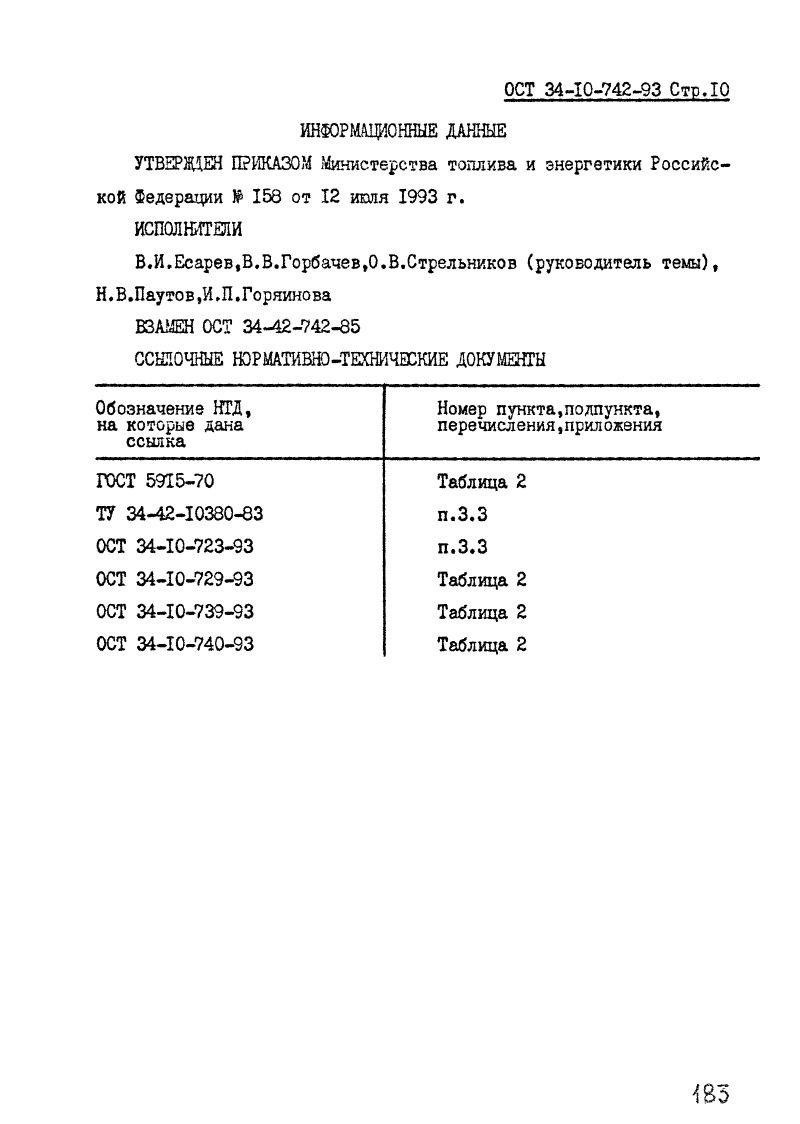 ОСТ 34-10-742-93 Стр.10
ИНФОРМАЦИОННЫЕ ДАННЫЕ
УТВЕРЖДЕН ПРИКАЗОМ Министерства топлива и энергетики Российс-
кой Федерации № 158 от 12 июля 1993 г.
ИСПОЛНИТЕЛИ
В.И.Есарев,В.В.Горбачев,О.В.Стрельников (руководитель темы),
Н.В.Паутов,И.П.Горяинова
ВЗАМЕН ОСТ 34-42-742-85
ССЫЛОЧНЫЕ НОРМАТИВНО-ТЕХНИЧЕСКИЕ ДОКУМЕНТЫ
Обозначение НТД, Номер пункта,подпункта,
на которые дана перечисления,приложения
ссылка
ГОСТ 5915-70 Таблица 2
ТУ 34-42-10380-83 п.3.3
ОСТ 34-10-723-93 п.3.3
ОСТ 34-10-729-93 Таблица 2
ОСТ 34-10-739-93 Таблица 2
ОСТ 34-10-740-93 Таблица 2
183